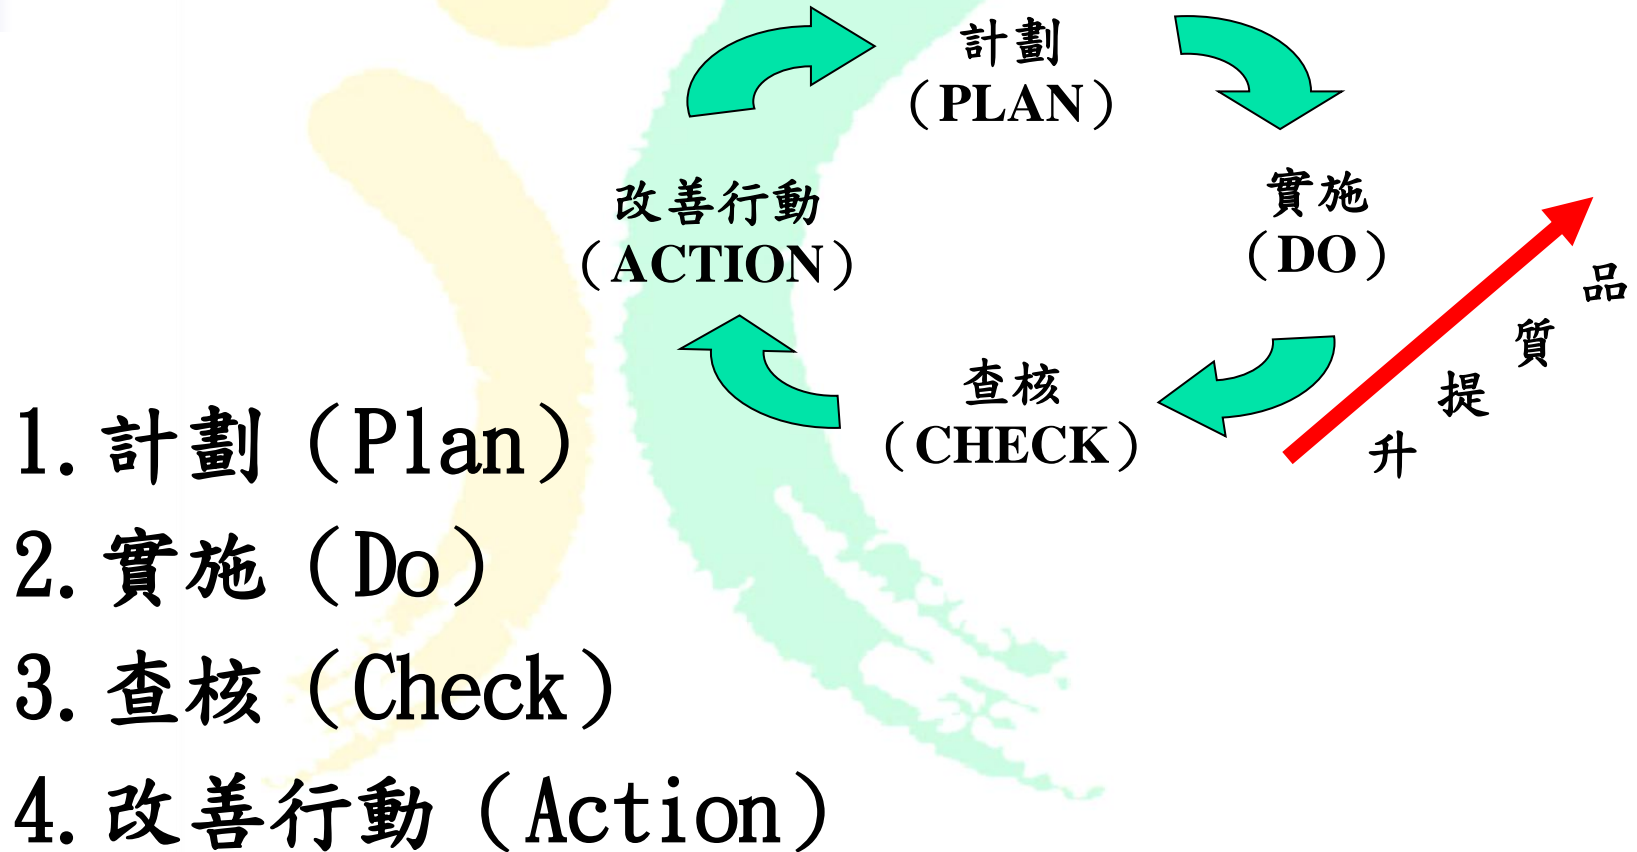 計劃
（PLAN）
改善行動
（ACTION）
實施
（DO）
查核
（CHECK）
升提質品
1.計劃（Plan）
2.實施（Do）
3.查核（Check）
4.改善行動（Action）